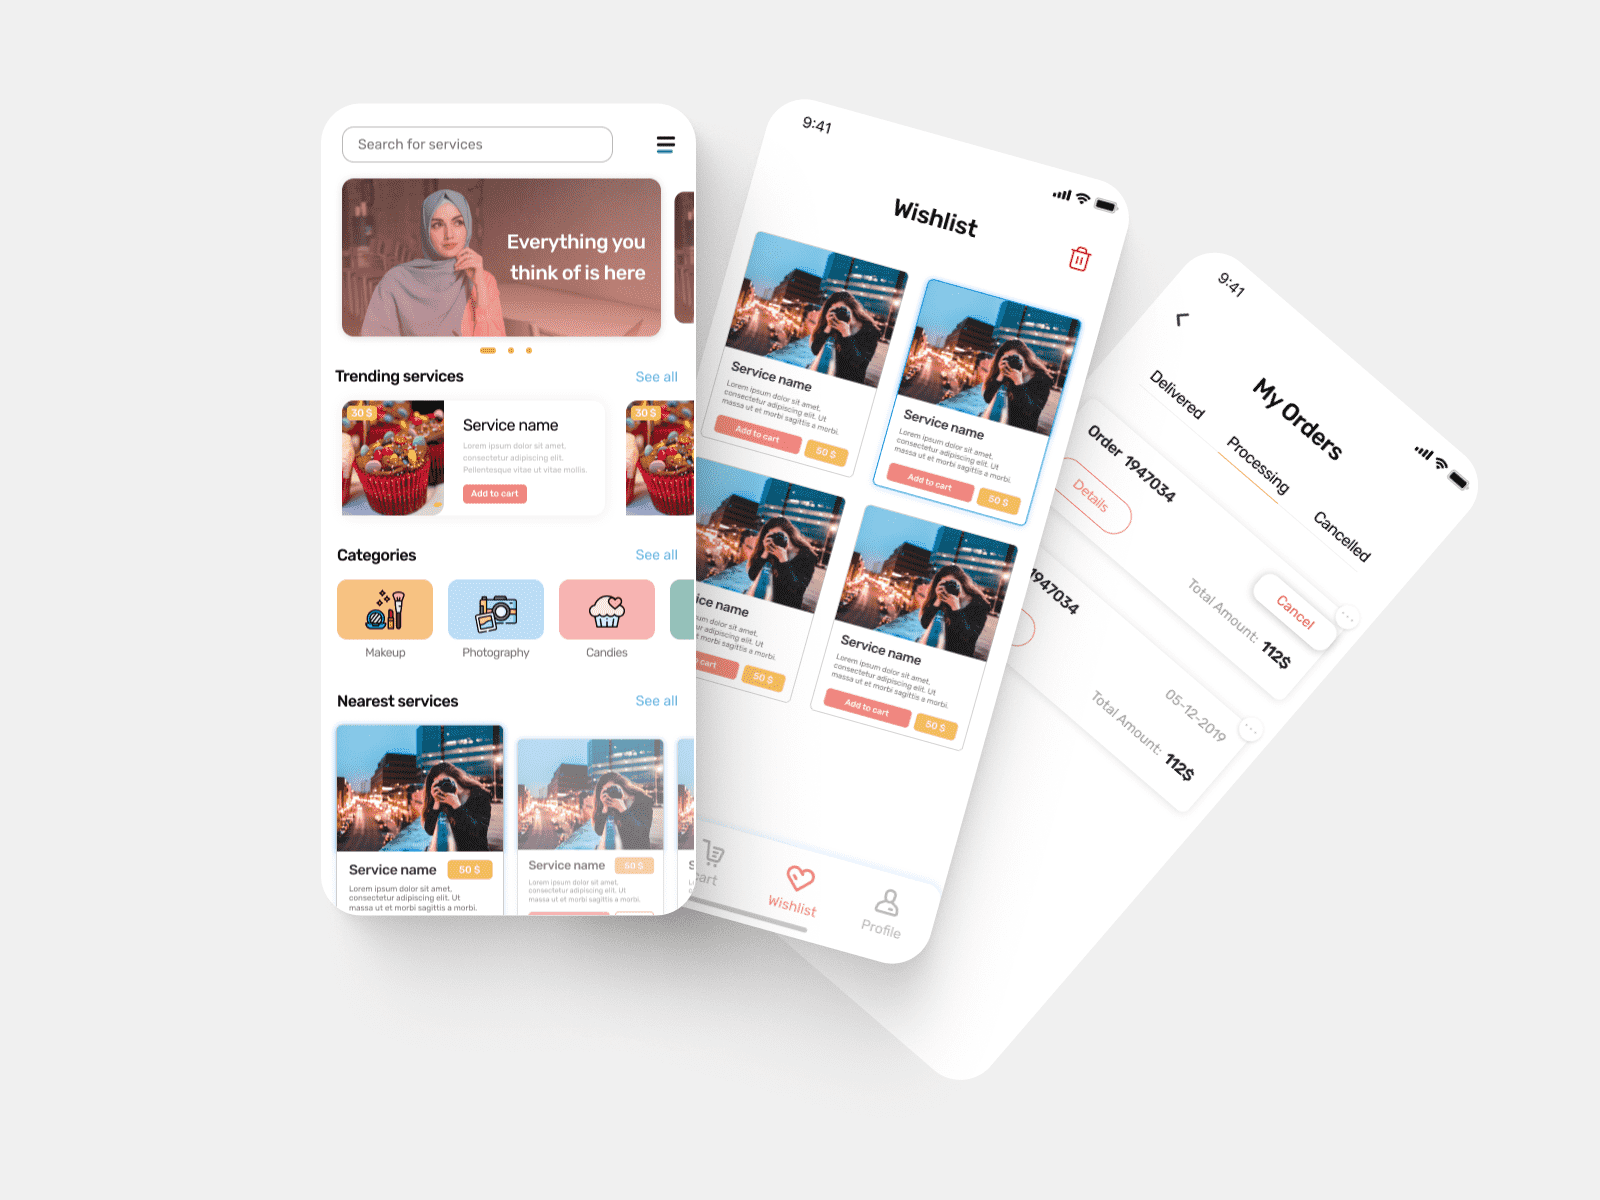 Search for services
Everything you
think of is here
Trending services
See all
30 $
Service name
Lorem ipsum dolor sit amet,
consectetur adipiscing elit.
Pellentesque vitae ut vitae mollis.
Add to cart
30 $
Categories
See all
Makeup
Photography
Candies
Nearest services
See all
Service name
50 $
Lorem ipsum dolor sit amet,
consectetur adipiscing elit. Ut
massa ut et morbi sagittis a morbi.
Service name
50 $
Lorem ipsum dolor sit amet,
consectetur adipiscing elit. Ut
massa ut et morbi sagittis a morbi.
S
9:41
Wishlist
Service name
Lorem ipsum dolor sit amet,
consectetur adipiscing elit. Ut
massa ut et morbi sagittis a morbi.
Add to cart
50 $
Service name
Lorem ipsum dolor sit amet,
consectetur adipiscing elit. Ut
massa ut et morbi sagittis a morbi.
Add to cart
50 $
ice name
um dolor sit amet,
ur adipiscing elit. Ut
t et morbi sagittis a morbi.
cart
50 $
Service name
Lorem ipsum dolor sit amet,
consectetur adipiscing elit. Ut
massa ut et morbi sagittis a morbi.
Add to cart
50 $
cart
Wishlist
Profile
9:41
My Orders
Delivered
Processing
Cancelled
Order 1947034
Details
Cancel
Total Amount: 112$
1947034
05-12-2019
Total Amount: 112$